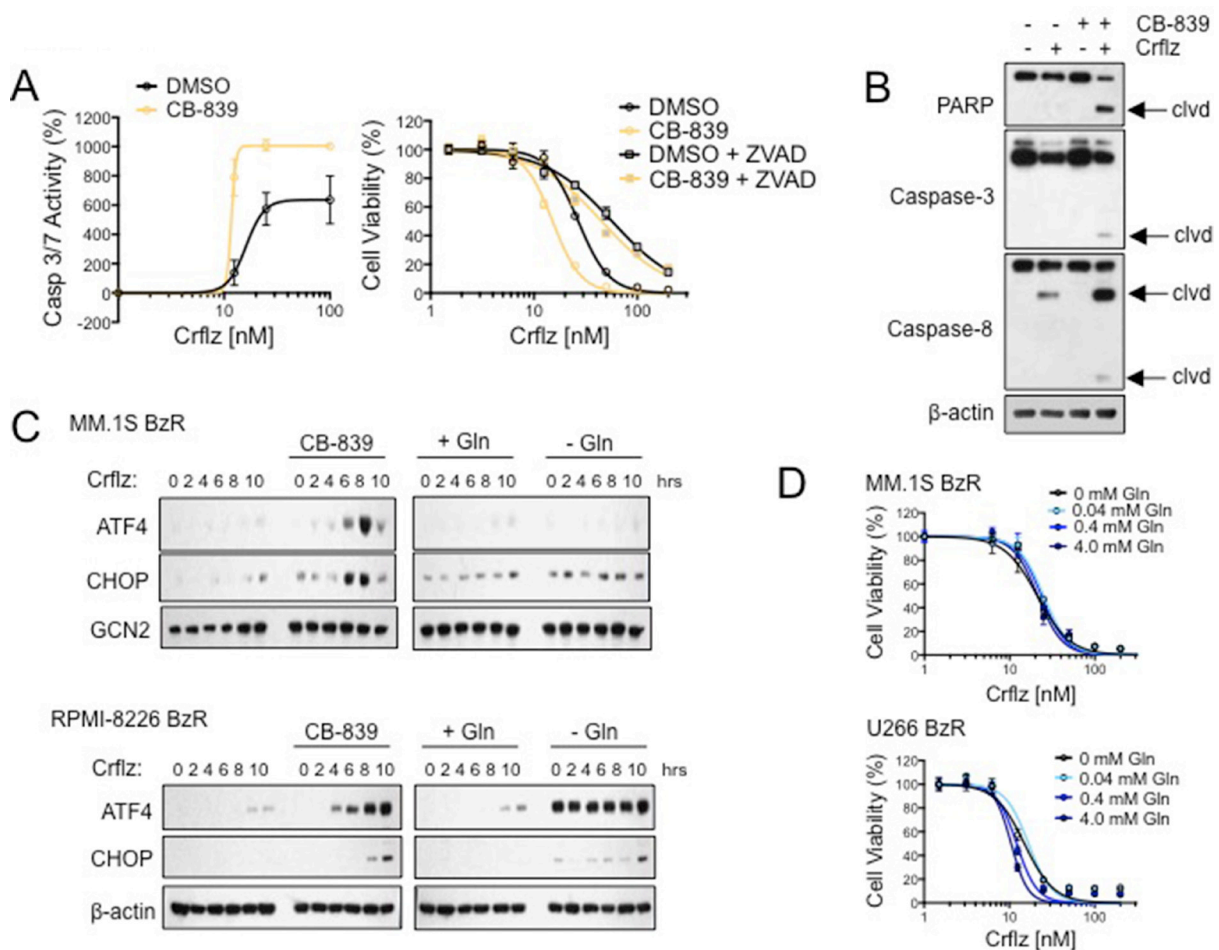 A
DMSO
CB-839
Casp 3/7 Activity (%)
1200
1000
800
600
400
200
0
-200
10
100
Crflz [nM]
DMSO
CB-839
DMSO + ZVAD
CB-839 + ZVAD
Cell Viability (%)
120
100
80
60
40
20
0
1
10
100
Crflz [nM]
B
- - + + CB-839
- + - + Crflz
PARP
clvd
Caspase-3
clvd
Caspase-8
clvd
clvd
β-actin
C
MM.1S BzR
CB-839 + Gln - Gln
Crflz: 0 2 4 6 8 10 0 2 4 6 8 10 0 2 4 6 8 10 0 2 4 6 8 10 hrs
ATF4
CHOP
GCN2
RPMI-8226 BzR
CB-839 + Gln - Gln
Crflz: 0 2 4 6 8 10 0 2 4 6 8 10 0 2 4 6 8 10 0 2 4 6 8 10 hrs
ATF4
CHOP
β-actin
D
MM.1S BzR
0 mM Gln
0.04 mM Gln
0.4 mM Gln
4.0 mM Gln
Cell Viability (%)
120
100
80
60
40
20
0
1
10
100
Crflz [nM]
U266 BzR
0 mM Gln
0.04 mM Gln
0.4 mM Gln
4.0 mM Gln
Cell Viability (%)
120
100
80
60
40
20
0
1
10
100
Crflz [nM]